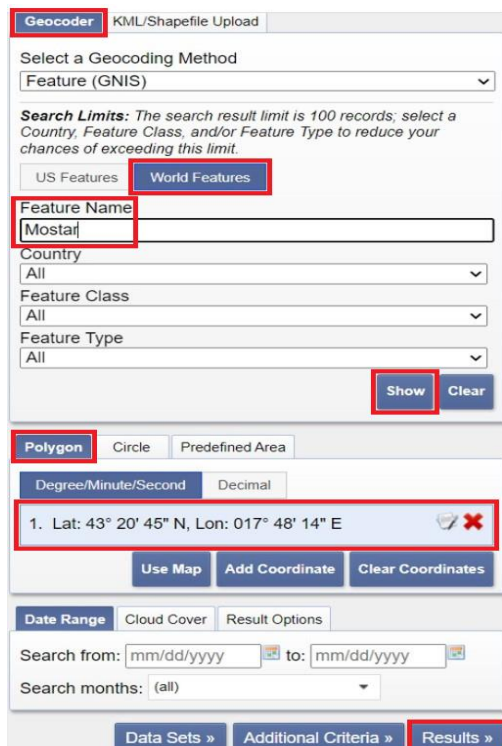 Geocoder KML/Shapefile Upload
Select a Geocoding Method
Feature (GNIS)
Search Limits: The search result limit is 100 records; select a
Country, Feature Class, and/or Feature Type to reduce your
chances of exceeding this limit.
US Features World Features
Feature Name
Mostar
Country
All
Feature Class
All
Feature Type
All
Show Clear
Polygon Circle Predefined Area
Degree/Minute/Second Decimal
1. Lat: 43° 20' 45" N, Lon: 017° 48' 14" E
Use Map Add Coordinate Clear Coordinates
Date Range Cloud Cover Result Options
Search from: mm/dd/yyyy to: mm/dd/yyyy
Search months: (all)
Data Sets » Additional Criteria » Results »